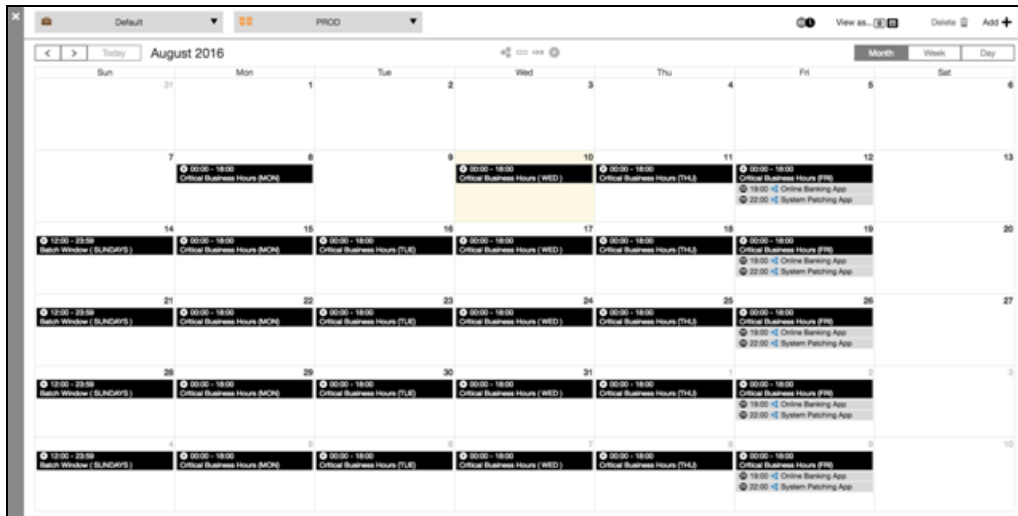 Default PROD View as... Delete Add
Today August 2016 Month Week Day
Sun Mon Tue Wed Thu Fri Sat
31 1 2 3 4 5 6
7 8 9 10 11 12 13
00:00 - 18:00 00:00 - 18:00 00:00 - 18:00 00:00 - 18:00
Critical Business Hours (MON) Critical Business Hours ( WED ) Critical Business Hours (THU) Critical Business Hours (FRI)
19:00 Online Banking App
22:00 System Patching App
14 15 16 17 18 19 20
12:00 - 23:59 00:00 - 18:00 00:00 - 18:00 00:00 - 18:00 00:00 - 18:00 00:00 - 18:00
Batch Window ( SUNDAYS ) Critical Business Hours (MON) Critical Business Hours (TUE) Critical Business Hours ( WED ) Critical Business Hours (THU) Critical Business Hours (FRI)
19:00 Online Banking App
22:00 System Patching App
21 22 23 24 25 26 27
12:00 - 23:59 00:00 - 18:00 00:00 - 18:00 00:00 - 18:00 00:00 - 18:00 00:00 - 18:00
Batch Window ( SUNDAYS ) Critical Business Hours (MON) Critical Business Hours (TUE) Critical Business Hours ( WED ) Critical Business Hours (THU) Critical Business Hours (FRI)
19:00 Online Banking App
22:00 System Patching App
28 29 30 31 1 2 3
12:00 - 23:59 00:00 - 18:00 00:00 - 18:00 00:00 - 18:00 00:00 - 18:00 00:00 - 18:00
Batch Window ( SUNDAYS ) Critical Business Hours (MON) Critical Business Hours (TUE) Critical Business Hours ( WED ) Critical Business Hours (THU) Critical Business Hours (FRI)
19:00 Online Banking App
22:00 System Patching App
4 5 6 7 8 9 10
12:00 - 23:59 00:00 - 18:00 00:00 - 18:00 00:00 - 18:00 00:00 - 18:00 00:00 - 18:00
Batch Window ( SUNDAYS ) Critical Business Hours (MON) Critical Business Hours (TUE) Critical Business Hours ( WED ) Critical Business Hours (THU) Critical Business Hours (FRI)
19:00 Online Banking App
22:00 System Patching App